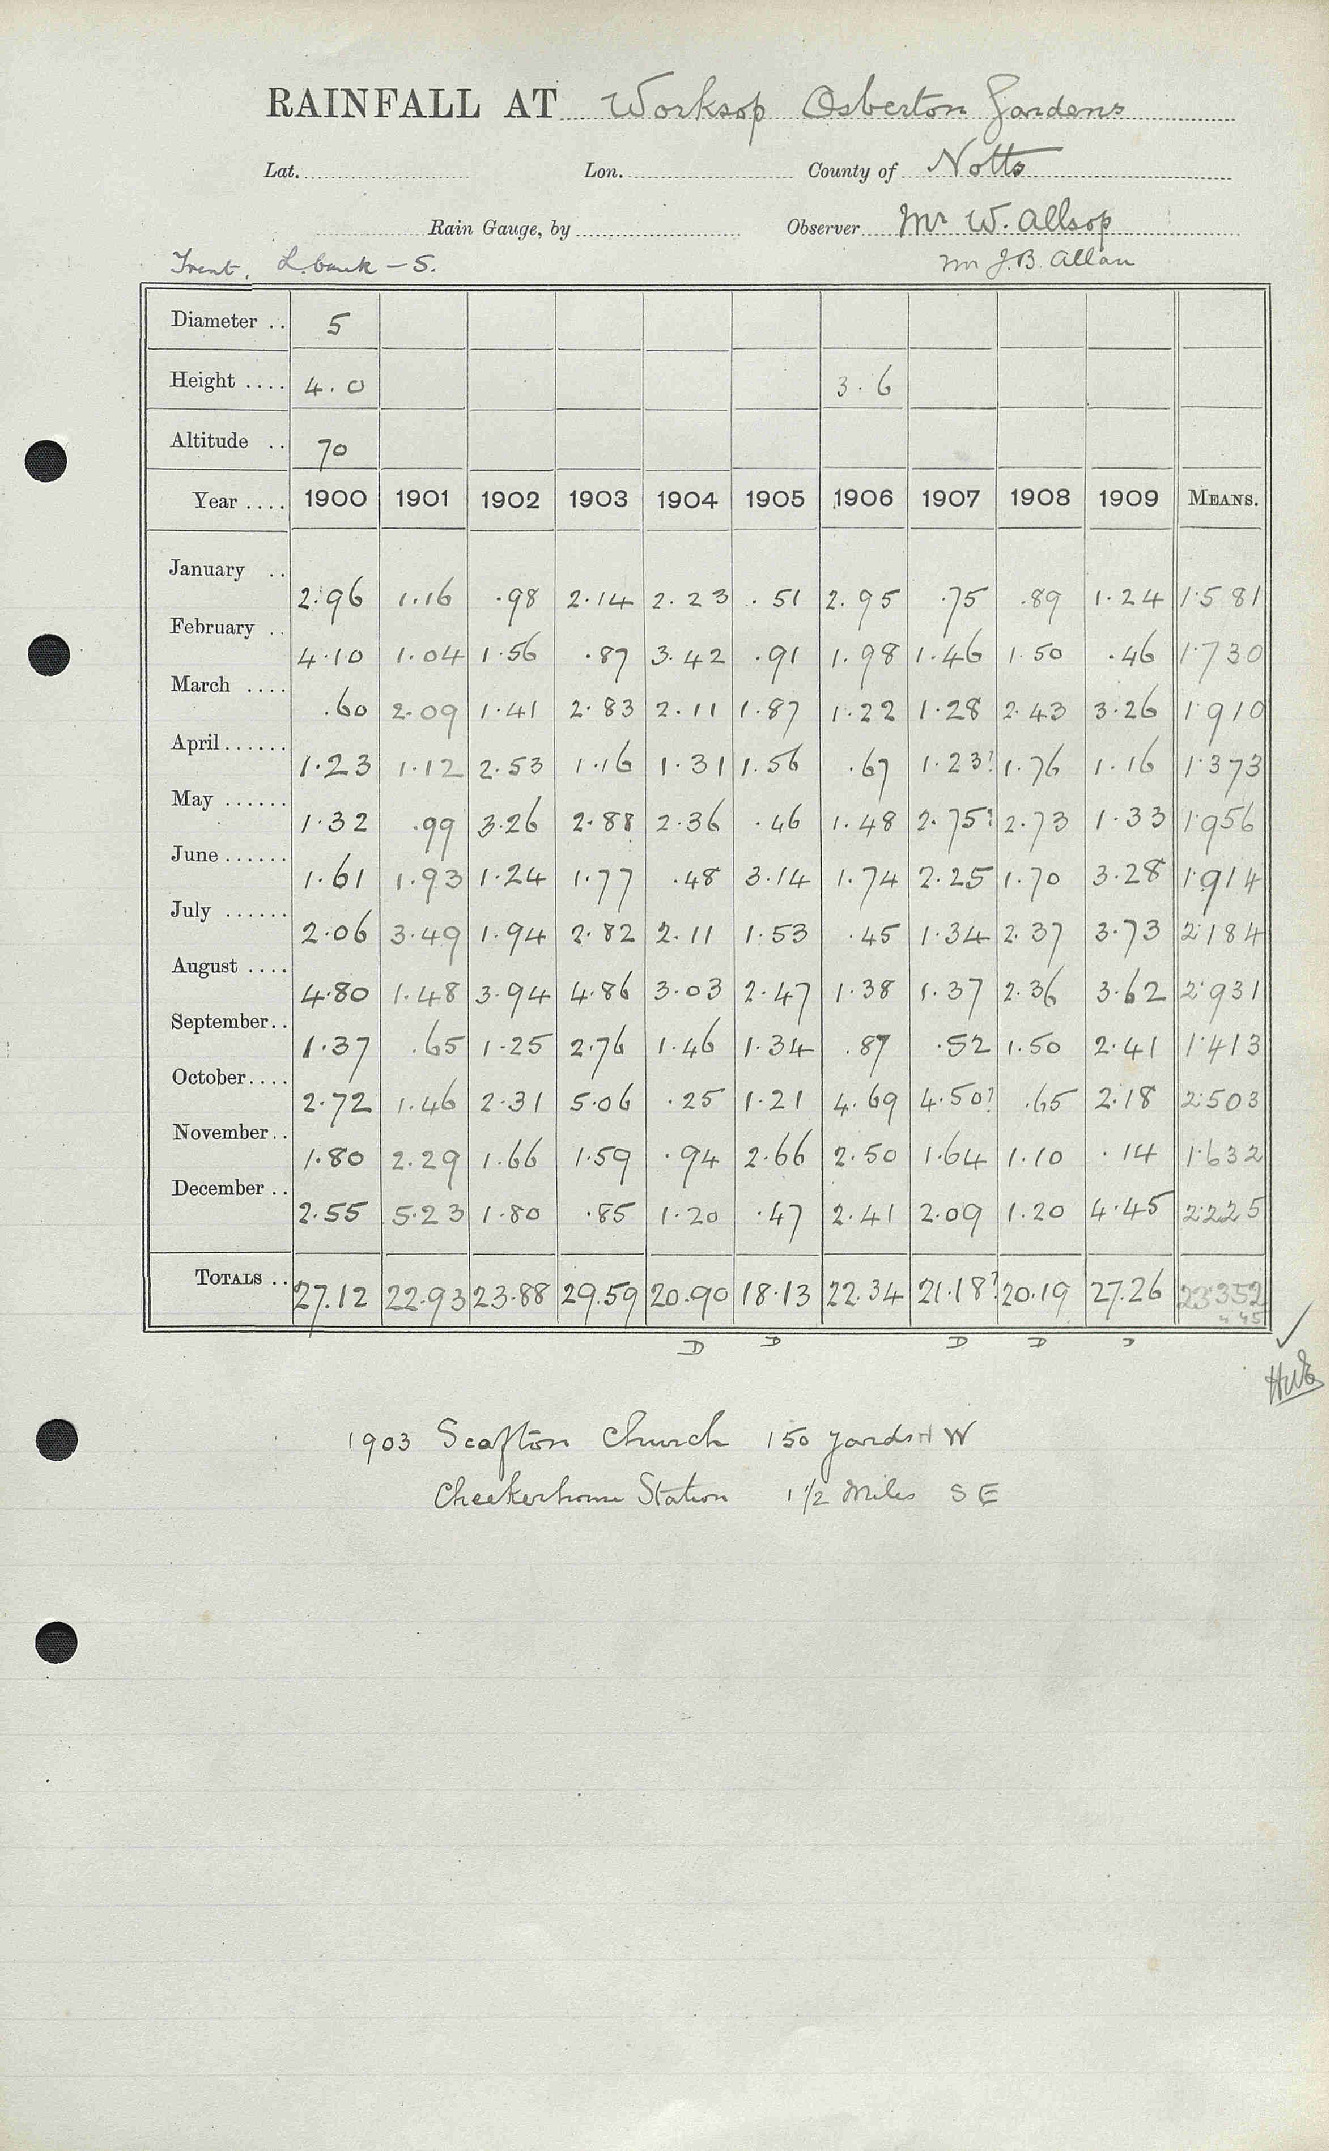 RAINFALL AT Worksop Osberton Gardens
Lat. Lon. County of Notts
Rain Gauge, by Observer Mr W. Allsop
Trent. L. bank - S. Mr J.B. Allan
Diameter .. 5
Height .... 4.0 3.6
Altitude .. 70
Year .... 1900 1901 1902 1903 1904 1905 1906 1907 1908 1909 MEANS.
January .. 2.96 1.16 .98 2.14 2.23 .51 2.95 .75 .89 1.24 1.581
February .. 4.10 1.04 1.56 .87 3.42 .91 1.98 1.46 1.50 .46 1.730
March .... .60 2.09 1.41 2.83 2.11 1.87 1.22 1.28 2.43 3.26 1.910
April ...... 1.23 1.12 2.53 1.16 1.31 1.56 .67 1.23? 1.76 1.16 1.373
May ...... 1.32 .99 3.26 2.88 2.36 .46 1.48 2.75? 2.73 1.33 1.956
June ...... 1.61 1.93 1.24 1.77 .48 3.14 1.74 2.25 1.70 3.28 1.914
July ...... 2.06 3.49 1.94 2.82 2.11 1.53 .45 1.34 2.37 3.73 2.184
August .... 4.80 1.48 3.94 4.86 3.03 2.47 1.38 1.37 2.36 3.62 2.931
September.. 1.37 .65 1.25 2.76 1.46 1.34 .87 .52 1.50 2.41 1.413
October.... 2.72 1.46 2.31 5.06 .25 1.21 4.69 4.50? .65 2.18 2.503
November.. 1.80 2.29 1.66 1.59 .94 2.66 2.50 1.64 1.10 .14 1.632
December .. 2.55 5.23 1.80 .85 1.20 .47 2.41 2.09 1.20 4.45 2.225
TOTALS .. 27.12 22.93 23.88 29.59 20.90 18.13 22.34 21.18? 20.19 27.26 23.352
D D D D D
1903 Scofton Church 150 yards W
Checkerhouse Station 1 1/2 Miles S E